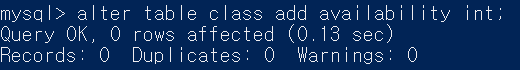 mysql> alter table class add availability int;
Query OK, 0 rows affected (0.13 sec)
Records: 0  Duplicates: 0  Warnings: 0